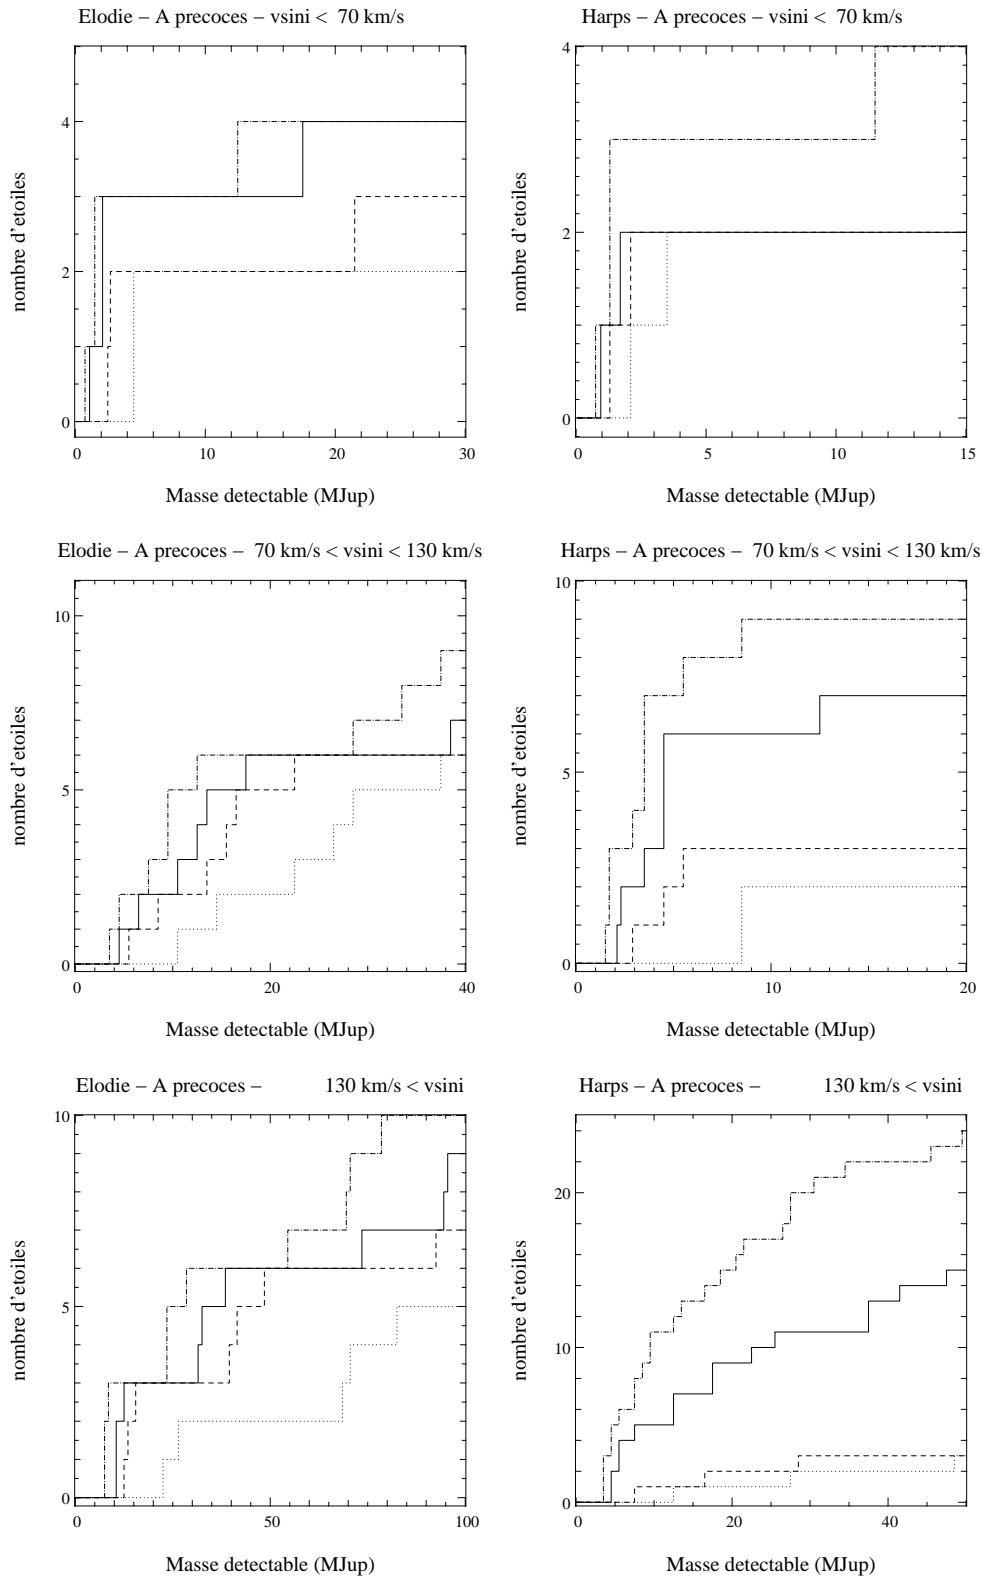 Elodie – A precoces – vsini < 70 km/s
nombre d'etoiles
4
2
0
0 10 20 30
Masse detectable (MJup)
Harps – A precoces – vsini < 70 km/s
nombre d'etoiles
4
2
0
0 5 10 15
Masse detectable (MJup)
Elodie – A precoces – 70 km/s < vsini < 130 km/s
nombre d'etoiles
10
5
0
0 20 40
Masse detectable (MJup)
Harps – A precoces – 70 km/s < vsini < 130 km/s
nombre d'etoiles
10
5
0
0 10 20
Masse detectable (MJup)
Elodie – A precoces – 130 km/s < vsini
nombre d'etoiles
10
5
0
0 50 100
Masse detectable (MJup)
Harps – A precoces – 130 km/s < vsini
nombre d'etoiles
20
10
0
0 20 40
Masse detectable (MJup)